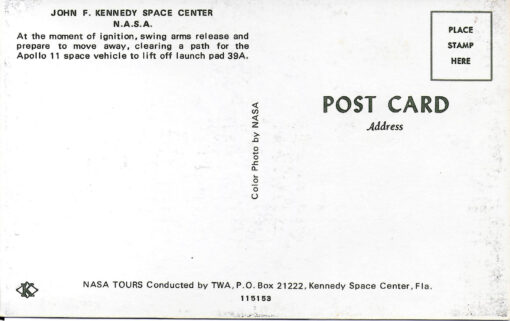 JOHN F. KENNEDY SPACE CENTER
N.A.S.A.
At the moment of ignition, swing arms release and
prepare to move away, clearing a path for the
Apollo 11 space vehicle to lift off launch pad 39A.
PLACE
STAMP
HERE
POST CARD
Address
Color Photo by NASA
K
NASA TOURS Conducted by TWA, P.O. Box 21222, Kennedy Space Center, Fla.
115153